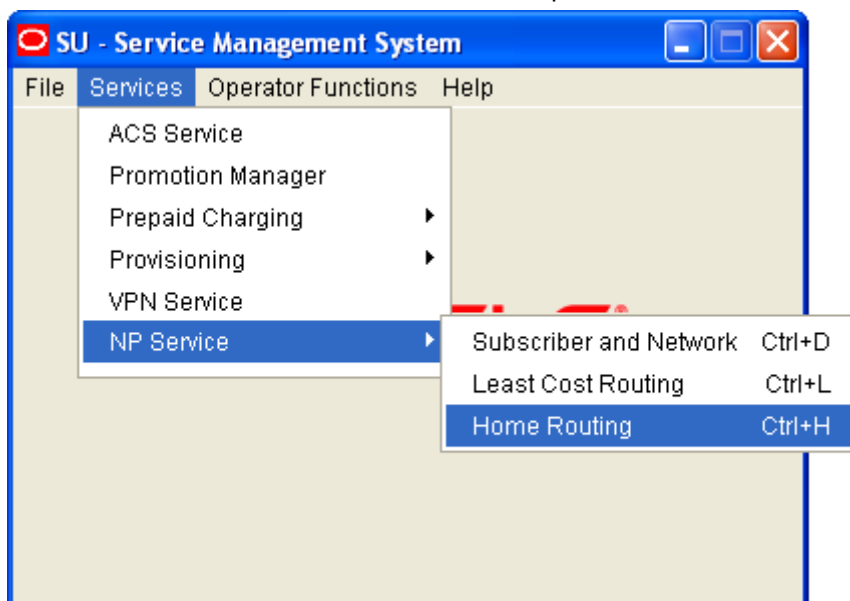 SU - Service Management System
File Services Operator Functions Help
ACS Service
Promotion Manager
Prepaid Charging
Provisioning
VPN Service
NP Service
Subscriber and Network Ctrl+D
Least Cost Routing Ctrl+L
Home Routing Ctrl+H